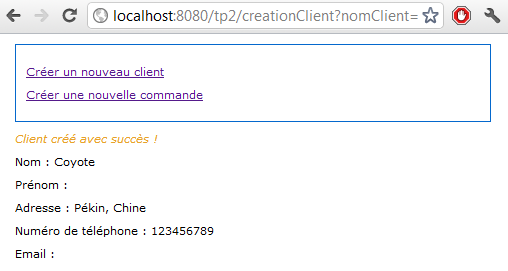 localhost:8080/tp2/creationClient?nomClient=
Créer un nouveau client
Créer une nouvelle commande
Client créé avec succès !
Nom : Coyote
Prénom :
Adresse : Pékin, Chine
Numéro de téléphone : 123456789
Email :